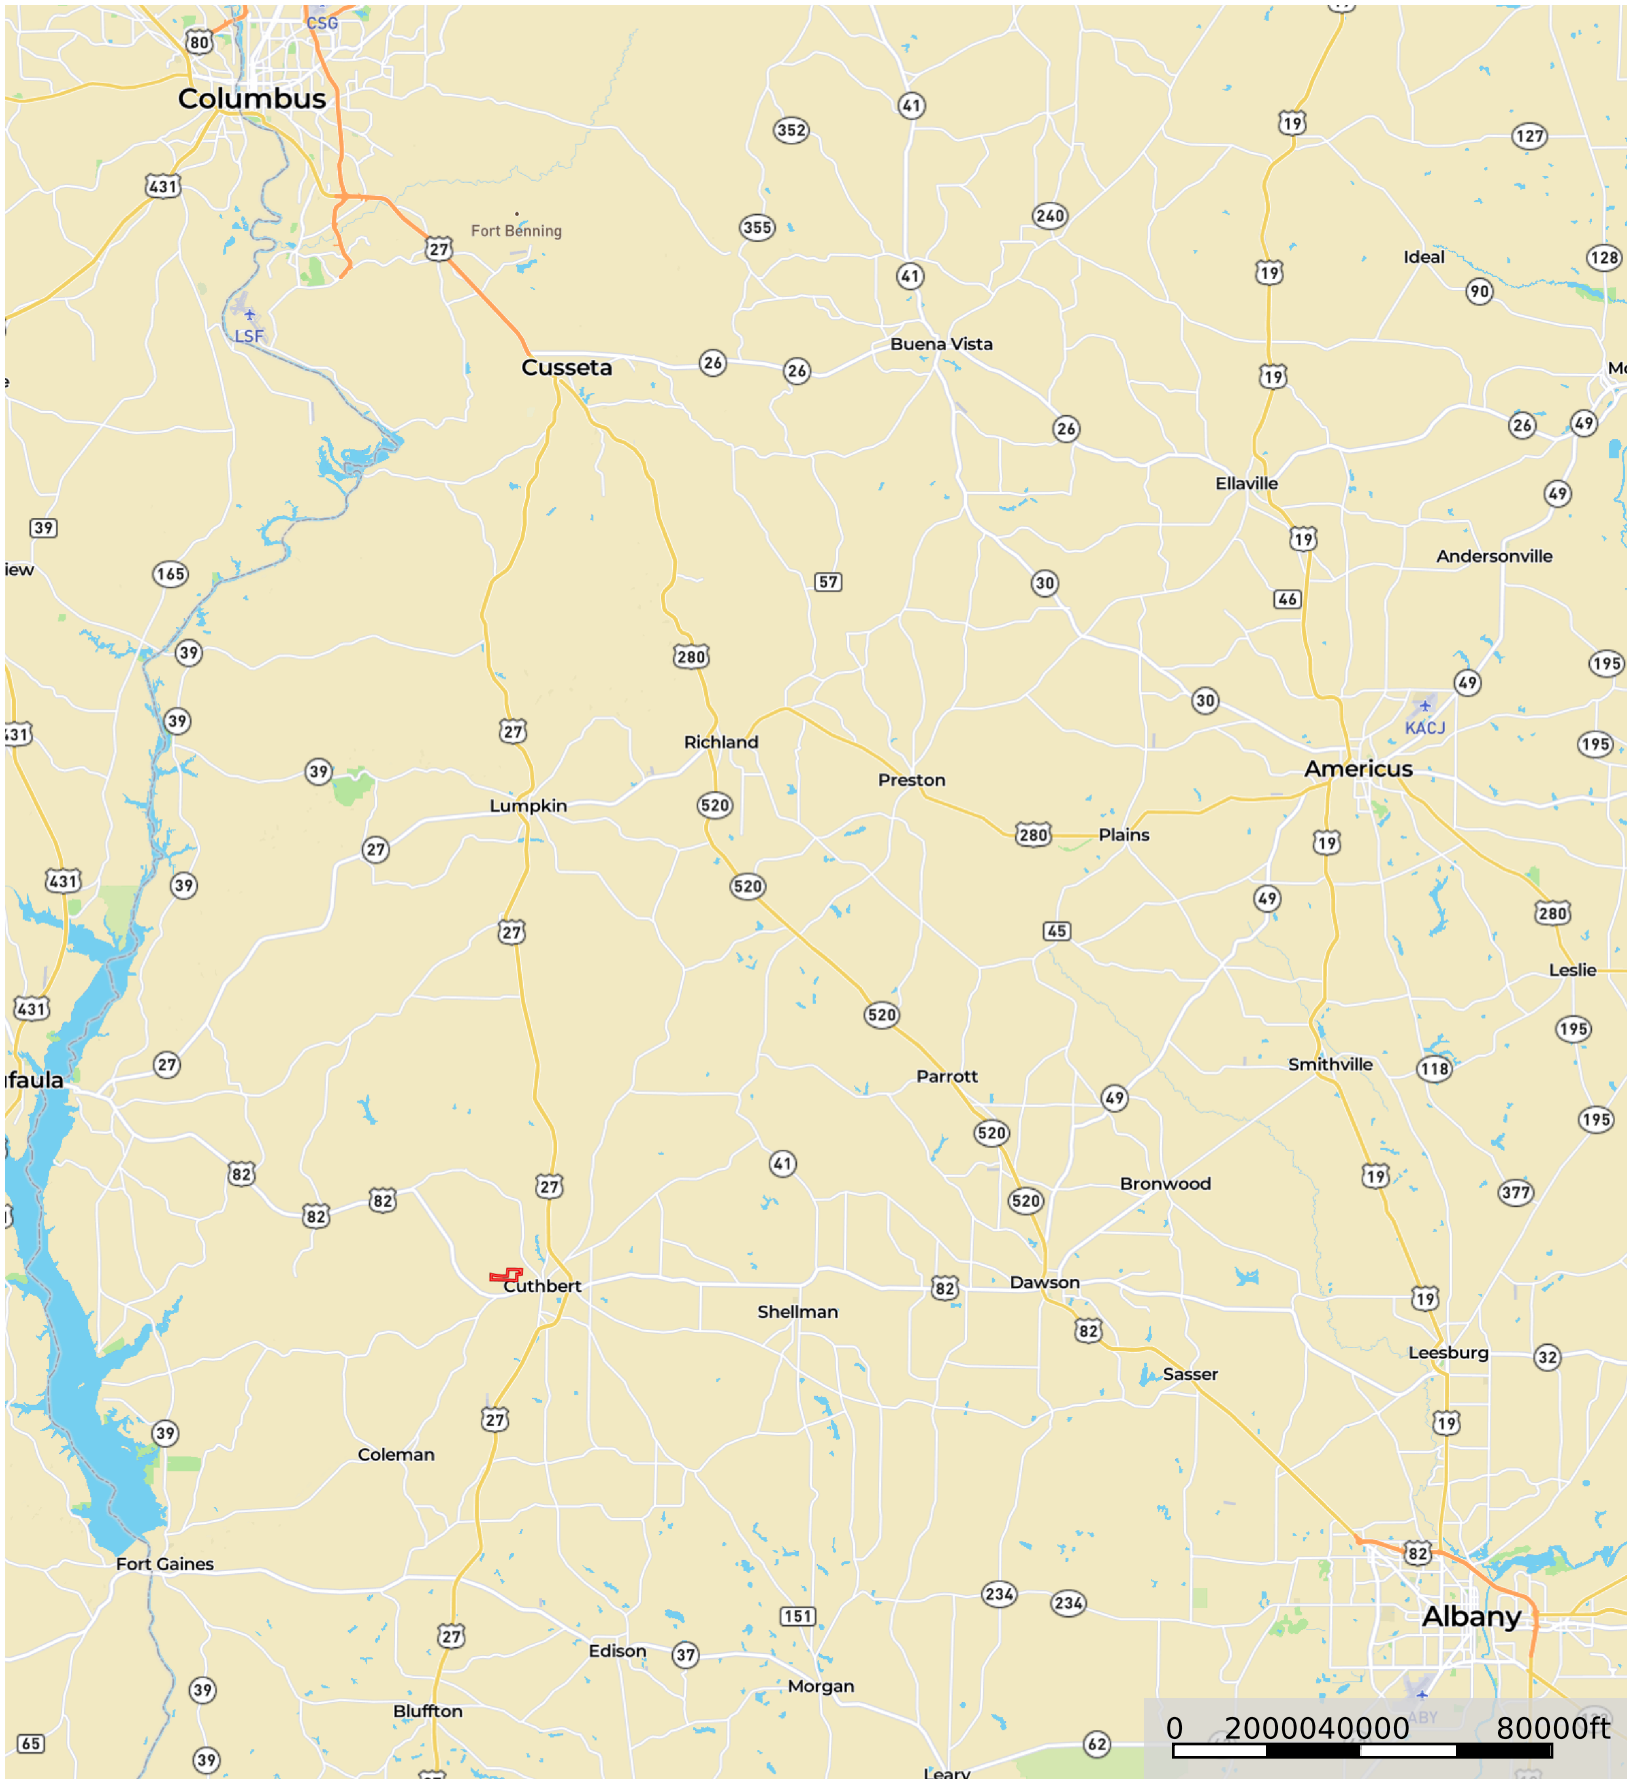 CSG
80
Columbus
41
352
19
127
431
355
240
Fort Benning
27
41
19
Ideal
128
90
LSF
Buena Vista
Cusseta
26
26
19
26
26
49
Ellaville
49
39
19
Andersonville
165
57
30
46
39
280
195
49
30
39
27
431
KACJ
195
Richland
Americus
39
Preston
Lumpkin
520
280
Plains
19
27
431
39
520
49
280
27
45
Leslie
431
520
195
27
Smithville
118
Parrott
49
195
520
82
41
27
19
Bronwood
377
82
82
520
Cuthbert
82
Dawson
19
Shellman
82
Leesburg
32
Sasser
27
39
19
Coleman
82
Fort Gaines
234
234
151
Albany
27
Edison
37
39
Morgan
Bluffton
ABY
65
39
62
0 20000 40000 80000ft
Leary